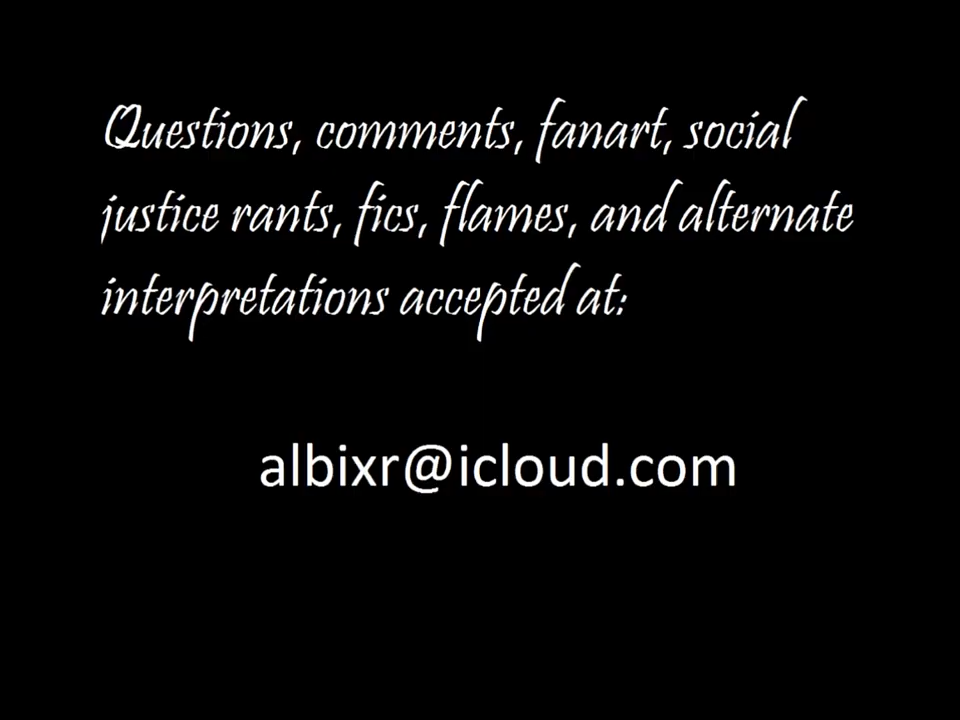 Questions, comments, fanart, social
justice rants, fics, flames, and alternate
interpretations accepted at:
albixr@icloud.com